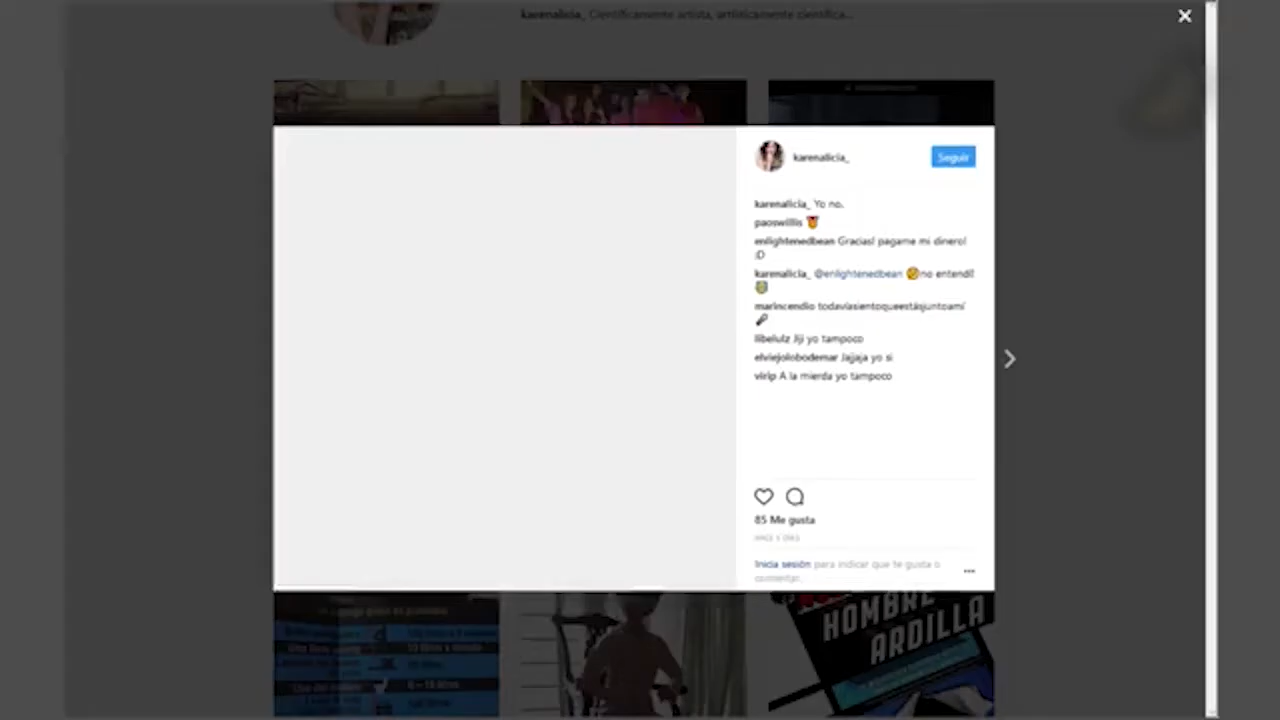 karenalicia_ Científicamente artista, artísticamente científica...
karenalicia_
Seguir
karenalicia_ Yo no.
paoswilllis
enlightenedbean Gracias! pagame mi dinero!
:D
karenalicia_ @enlightenedbean no entendí!
marincendio todavíasientoqueestásjuntoamí
libelulz Jiji yo tampoco
elviejolobodemar Jajjaja yo si
virip A la mierda yo tampoco
85 Me gusta
Inicia sesión para indicar que te gusta o
comentar.
HOMBRE
ARDILLA